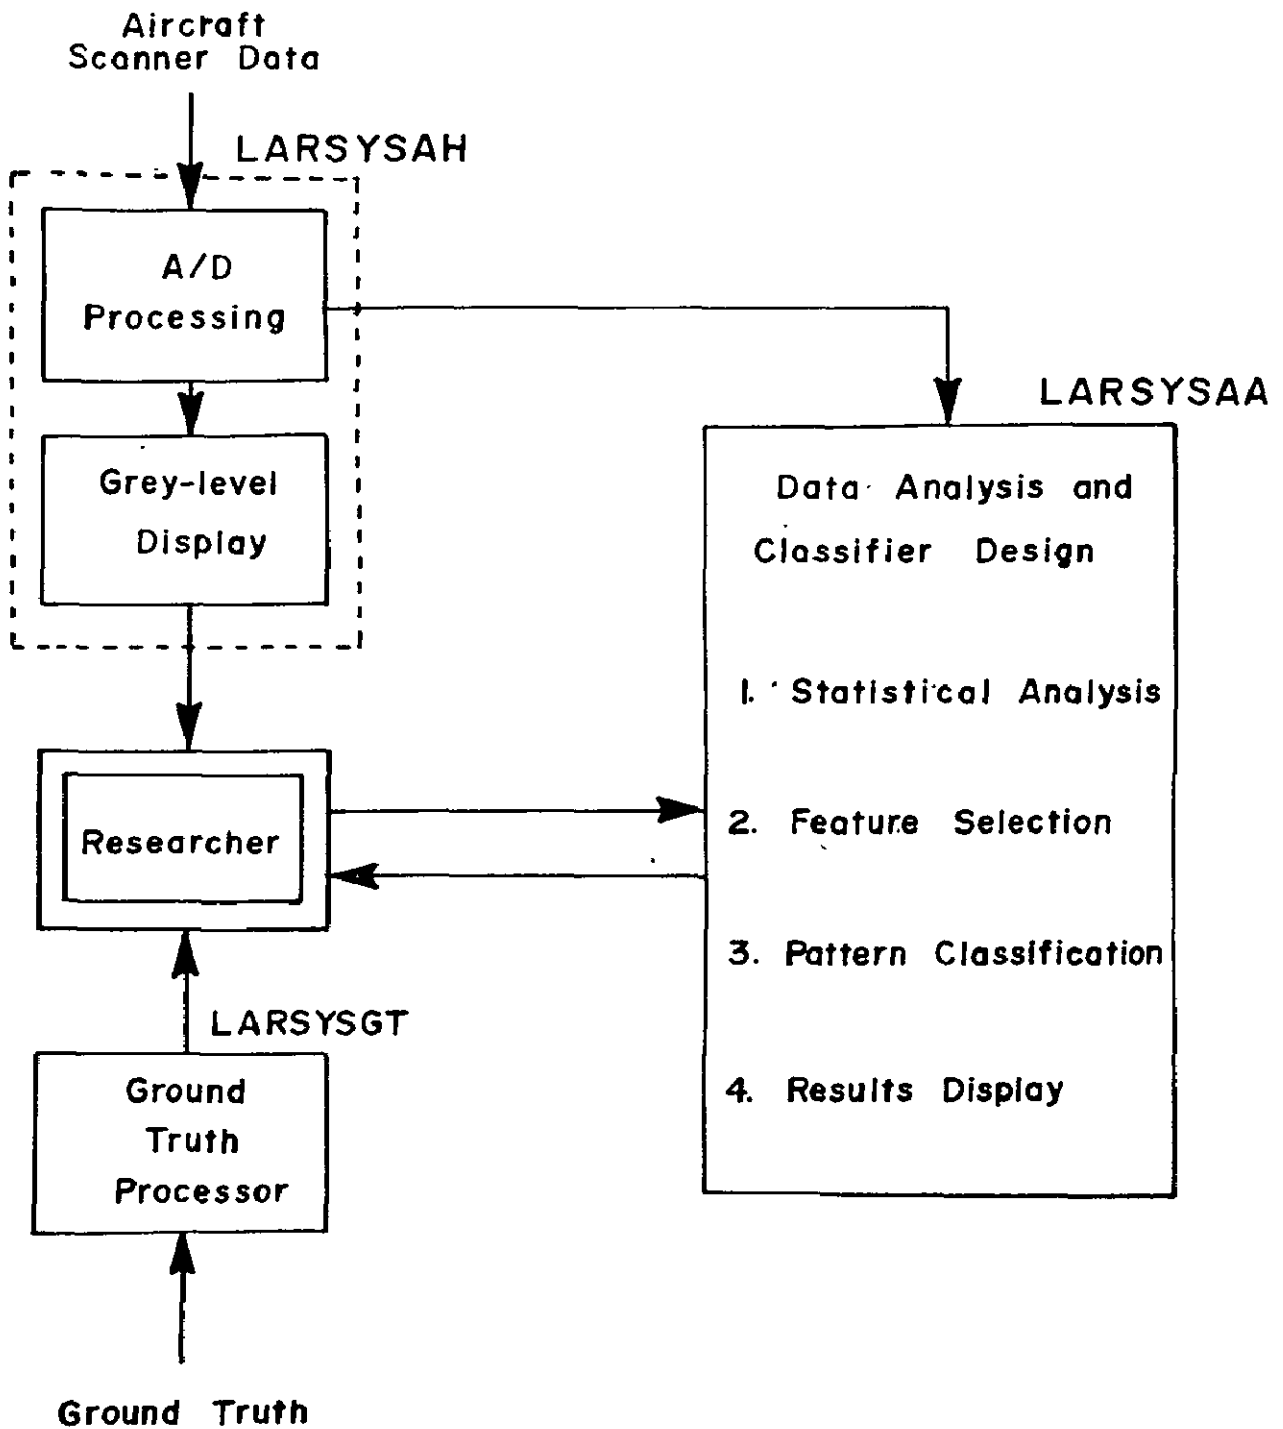 Aircraft
Scanner Data
LARSYSAH
A/D
Processing
Grey-level
Display
Researcher
LARSYSGT
Ground
Truth
Processor
Ground Truth
LARSYSAA
Data Analysis and
Classifier Design
1. Statistical Analysis
2. Feature Selection
3. Pattern Classification
4. Results Display